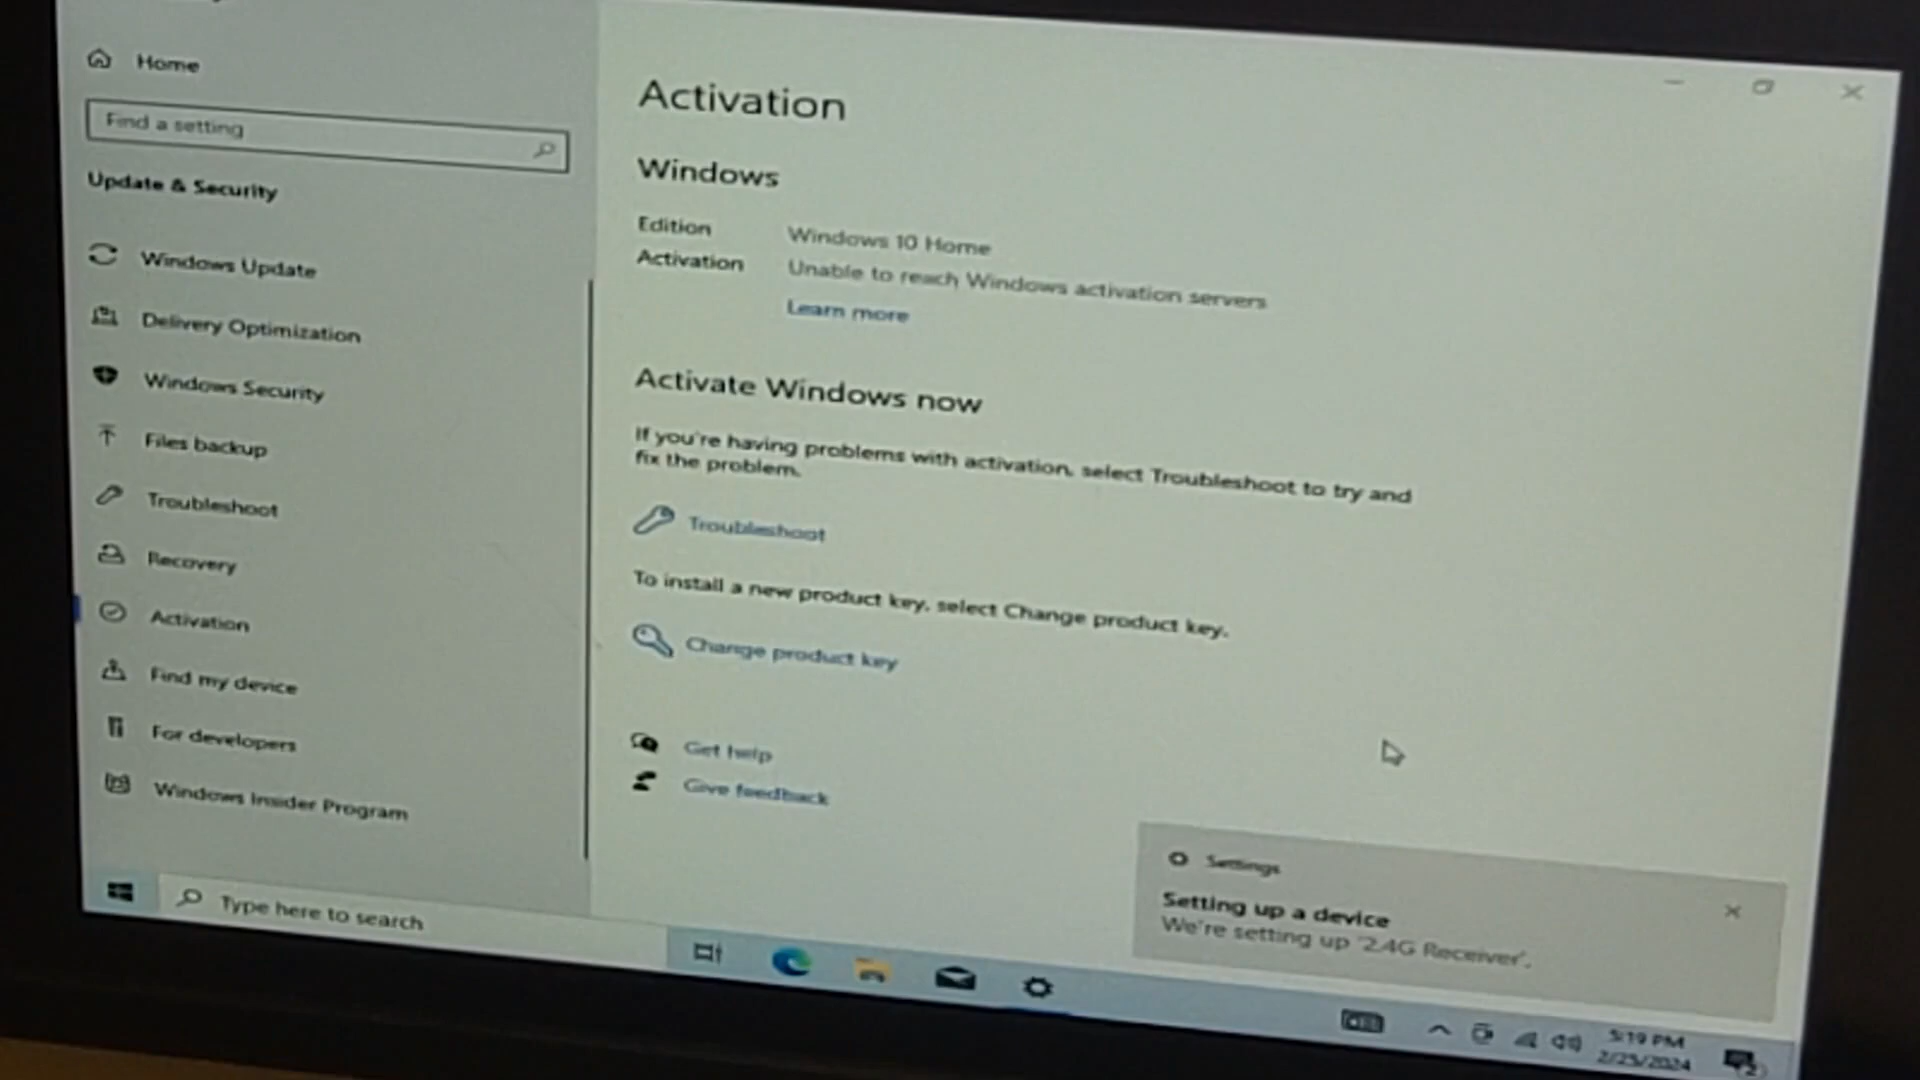 Home
Find a setting
Update & Security
Windows Update
Delivery Optimization
Windows Security
Files backup
Troubleshoot
Recovery
Activation
Find my device
For developers
Windows Insider Program
Activation
Windows
Edition Windows 10 Home
Activation Unable to reach Windows activation servers
Learn more
Activate Windows now
If you're having problems with activation, select Troubleshoot to try and
fix the problem.
Troubleshoot
To install a new product key, select Change product key.
Change product key
Get help
Give feedback
Settings
Setting up a device
We're setting up '2.4G Receiver'.
Type here to search
5:19 PM
2